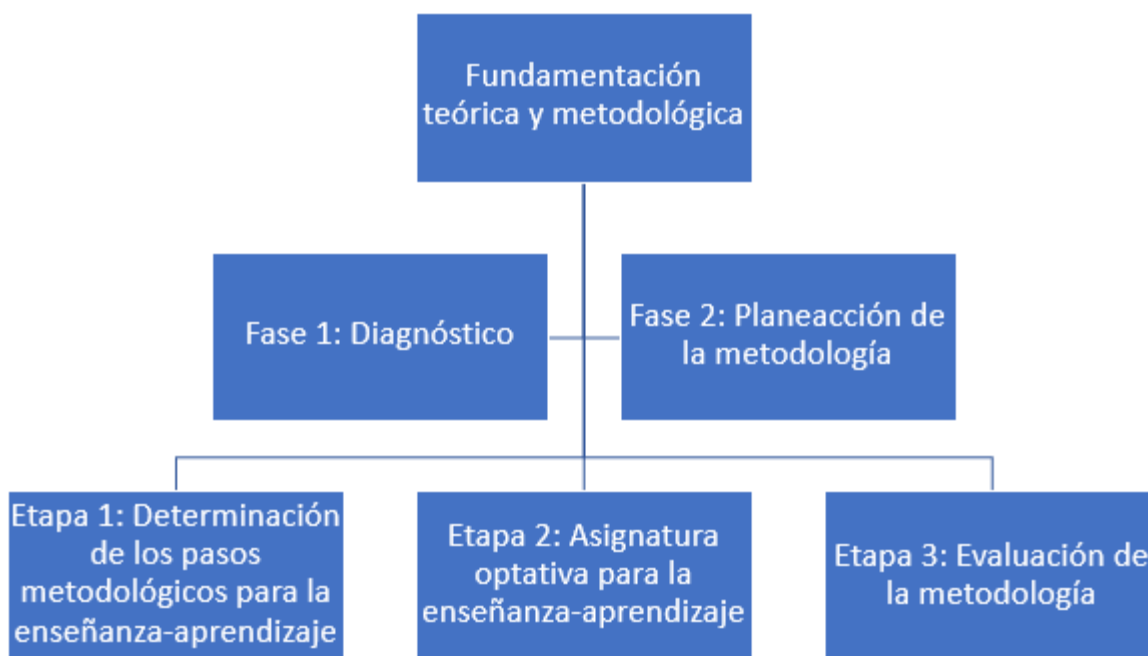 Fundamentación
teórica y metodológica
Fase 1: Diagnóstico
Fase 2: Planeacción de
la metodología
Etapa 1: Determinación
de los pasos
metodológicos para la
enseñanza-aprendizaje
Etapa 2: Asignatura
optativa para la
enseñanza-aprendizaje
Etapa 3: Evaluación de
la metodología